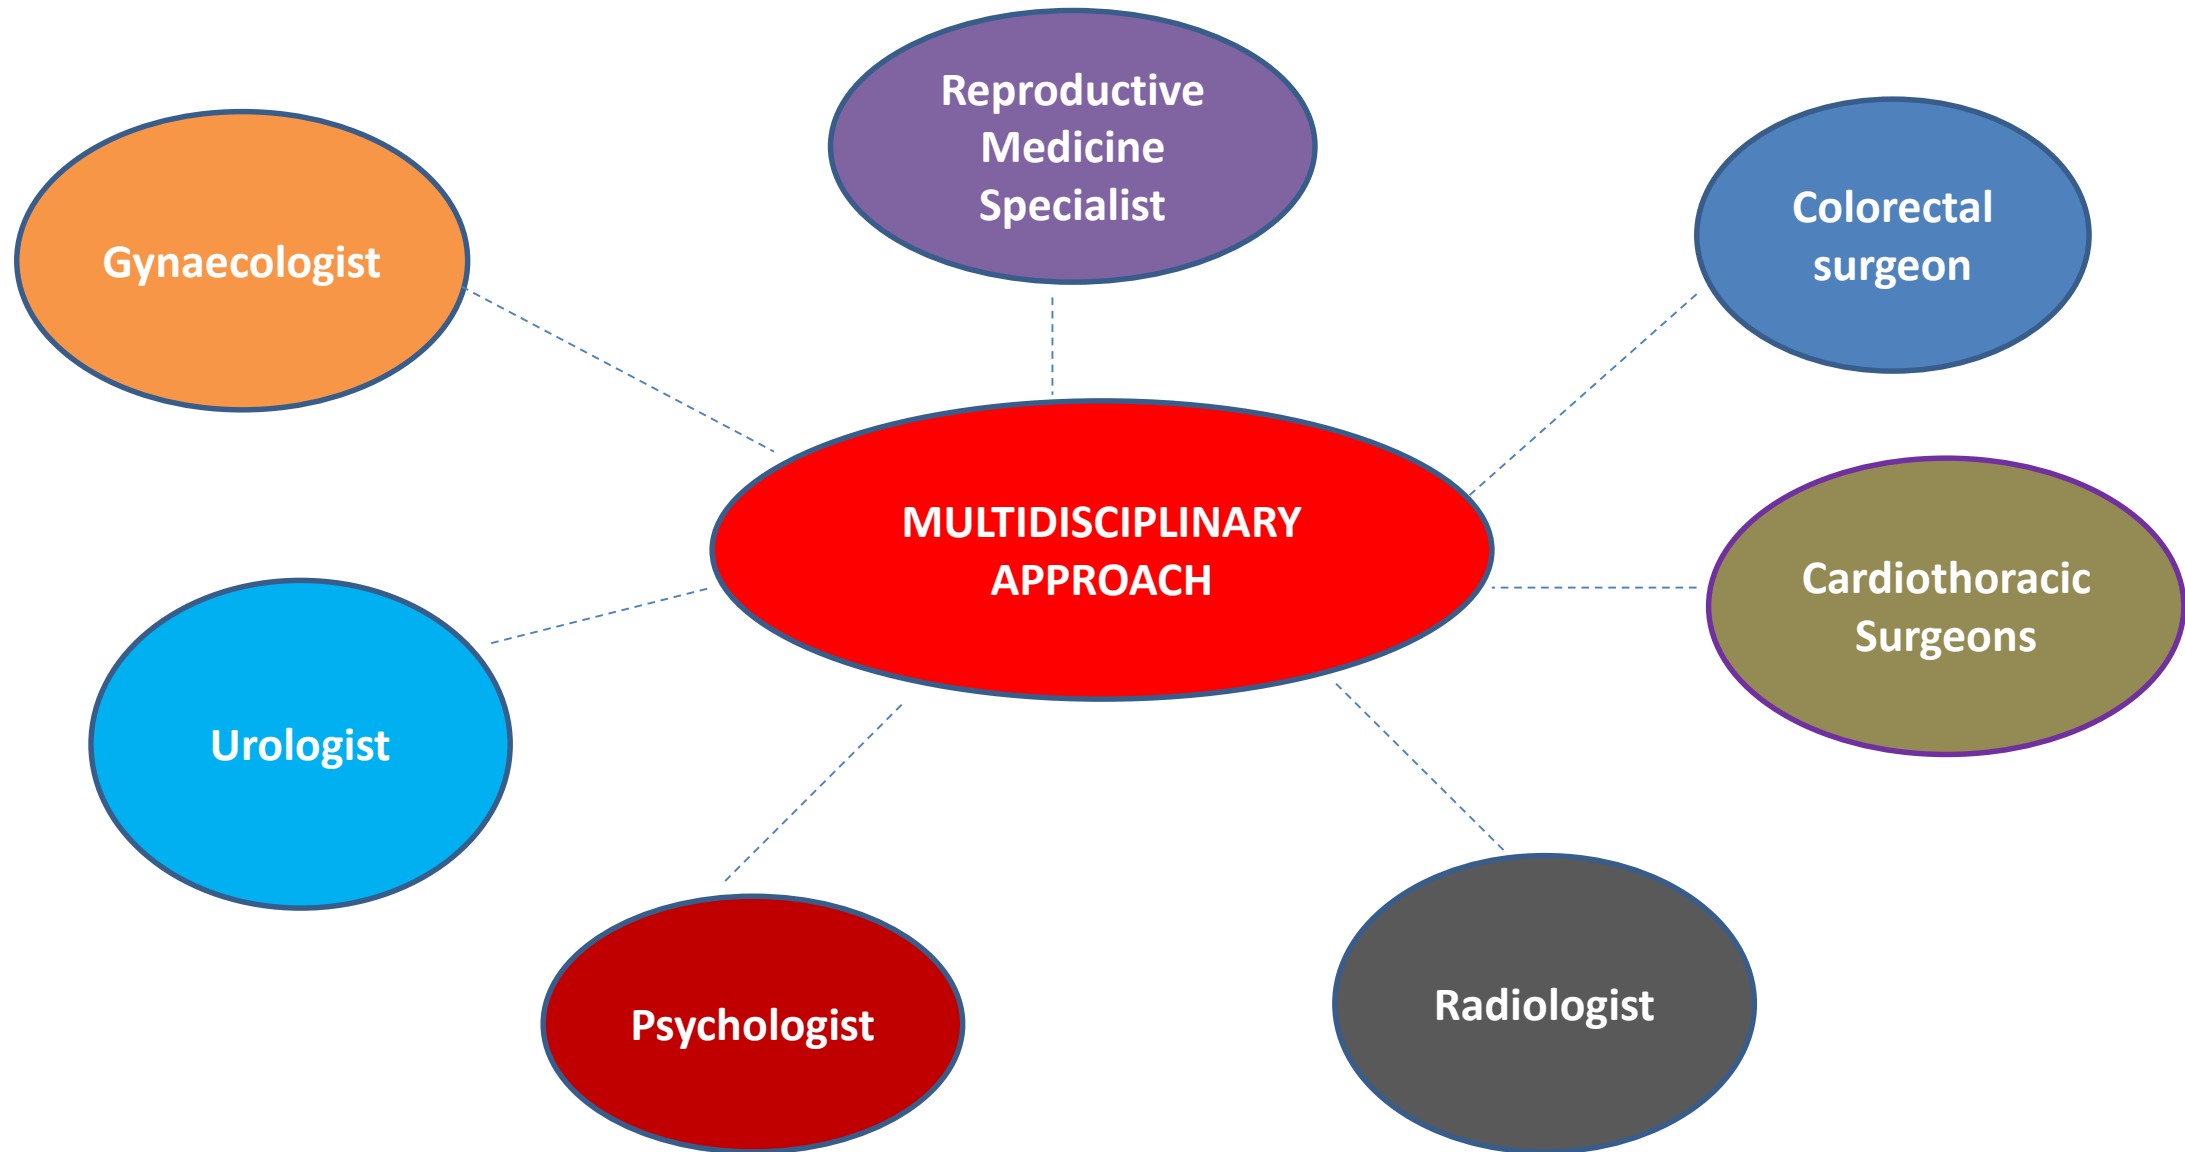 Reproductive
Medicine
Specialist
Gynaecologist
Colorectal
surgeon
MULTIDISCIPLINARY
APPROACH
Cardiothoracic
Surgeons
Urologist
Psychologist
Radiologist